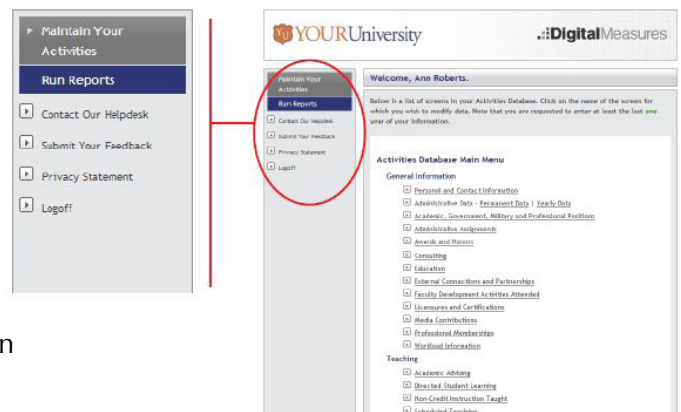 Maintain Your
Activities
Run Reports
Contact Our Helpdesk
Submit Your Feedback
Privacy Statement
Logoff
n
YU YOURUniversity
.::DigitalMeasures
Maintain Your
Activities
Run Reports
Contact Our Helpdesk
Submit Your Feedback
Privacy Statement
Logoff
Welcome, Ann Roberts.
Below is a list of screens in your Activities Database. Click on the name of the screen for
which you wish to modify data. Note that you are requested to enter at least the last one
year of your information.
Activities Database Main Menu
General Information
Personal and Contact Information
Administrative Data - Permanent Data | Yearly Data
Academic, Government, Military and Professional Positions
Administrative Assignments
Awards and Honors
Consulting
Education
External Connections and Partnerships
Faculty Development Activities Attended
Licensures and Certifications
Media Contributions
Professional Memberships
Workload Information
Teaching
Academic Advising
Directed Student Learning
Non-Credit Instruction Taught
Scheduled Teaching